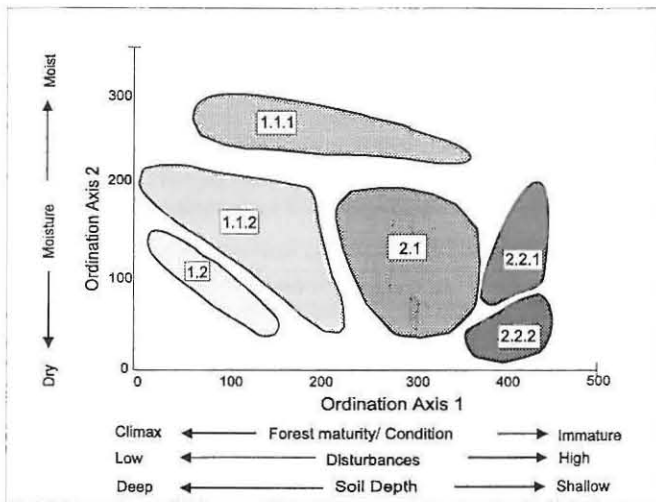 Moist
Moisture
Dry
Ordination Axis 2
300
200
100
0
1.1.1
1.1.2
1.2
2.1
2.2.1
2.2.2
0 100 200 300 400 500
Ordination Axis 1
Climax Forest maturity/ Condition Immature
Low Disturbances High
Deep Soil Depth Shallow